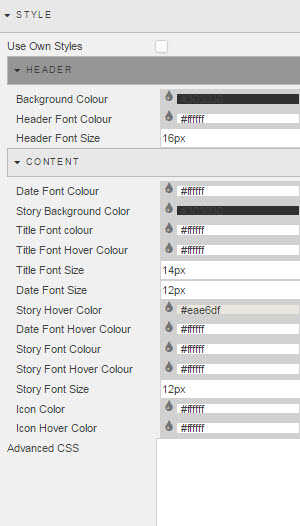 STYLE
Use Own Styles
HEADER
Background Colour
Header Font Colour #ffffff
Header Font Size 16px
CONTENT
Date Font Colour #ffffff
Story Background Color
Title Font colour #ffffff
Title Font Hover Colour #ffffff
Title Font Size 14px
Date Font Size 12px
Story Hover Color #eae6df
Date Font Hover Colour #ffffff
Story Font Colour #ffffff
Story Font Hover Colour #ffffff
Story Font Size 12px
Icon Color #ffffff
Icon Hover Color #ffffff
Advanced CSS